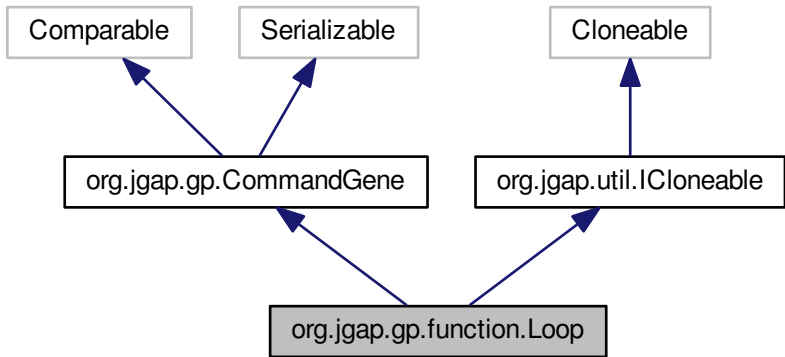 Comparable
Serializable
Cloneable
org.jgap.gp.CommandGene
org.jgap.util.ICloneable
org.jgap.gp.function.Loop